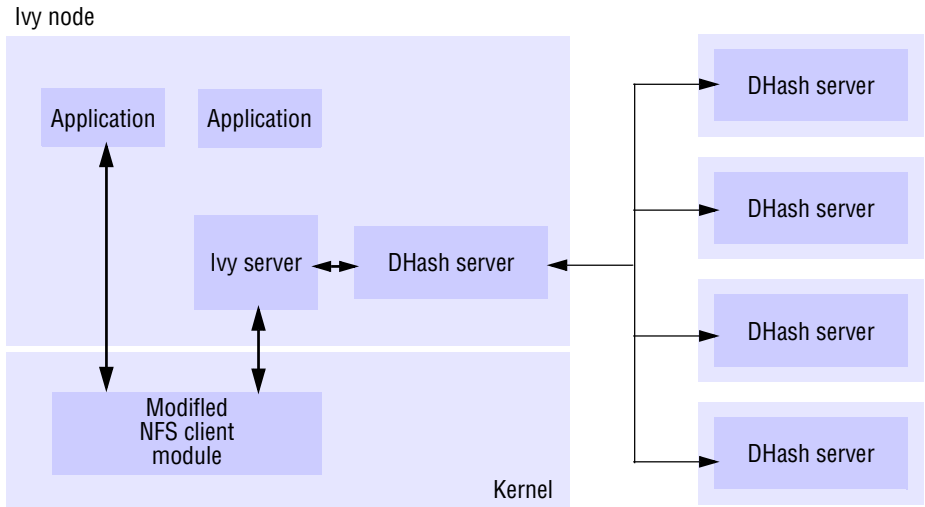 Ivy node
Application
Application
DHash server
DHash server
Ivy server
DHash server
DHash server
Modifled
NFS client
module
DHash server
Kernel